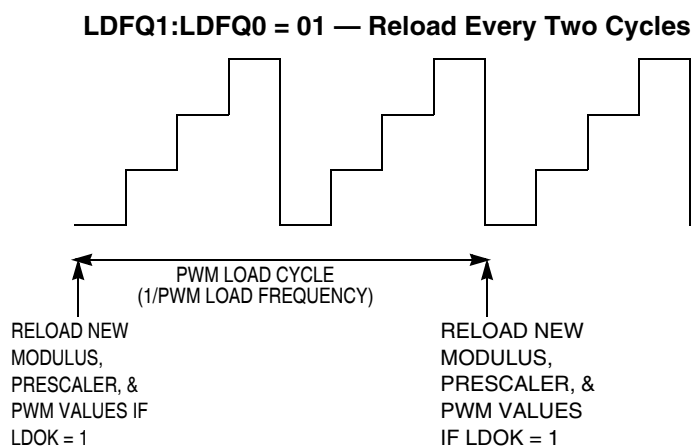 LDFQ1:LDFQ0 = 01 — Reload Every Two Cycles
PWM LOAD CYCLE
(1/PWM LOAD FREQUENCY)
RELOAD NEW
MODULUS,
PRESCALER, &
PWM VALUES IF
LDOK = 1
RELOAD NEW
MODULUS,
PRESCALER, &
PWM VALUES
IF LDOK = 1